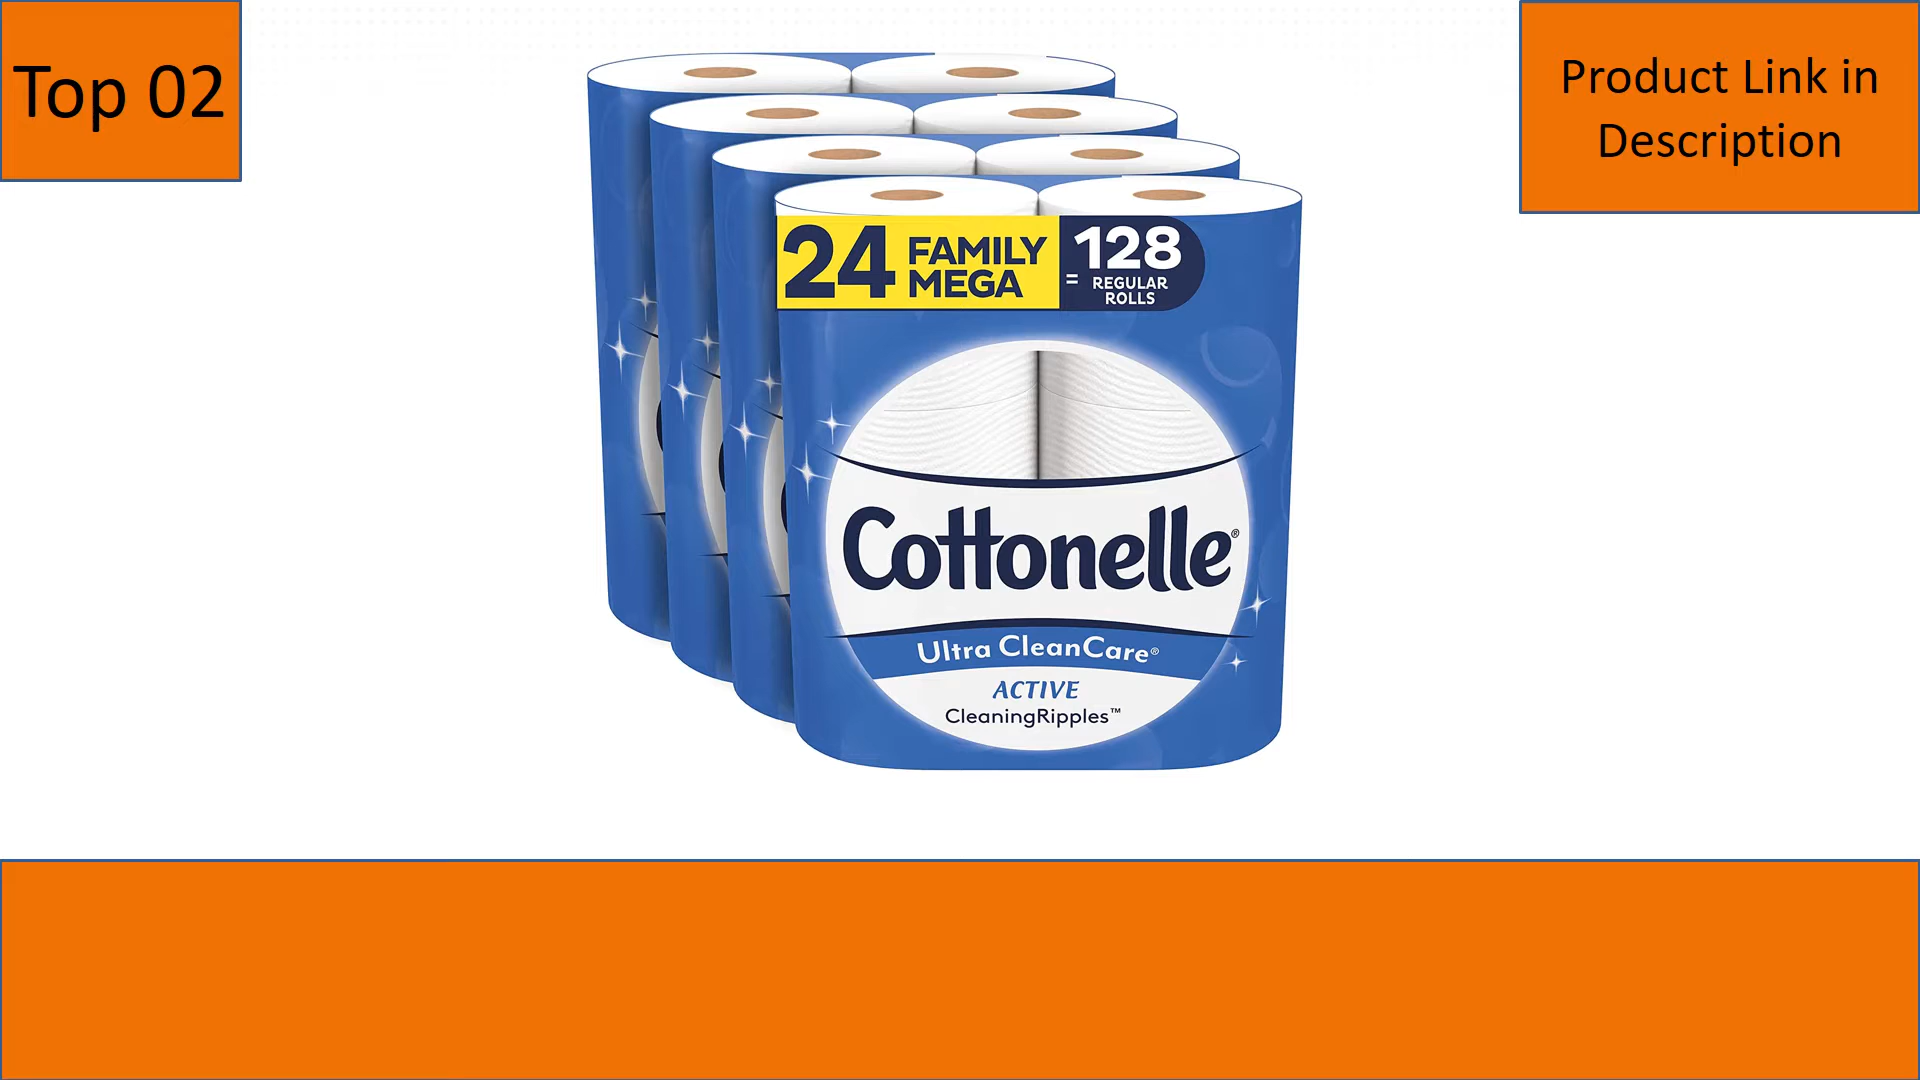 Top 02
Product Link in
Description
24 FAMILY
MEGA
= 128
REGULAR
ROLLS
Cottonelle®
Ultra CleanCare®
ACTIVE
CleaningRipples™